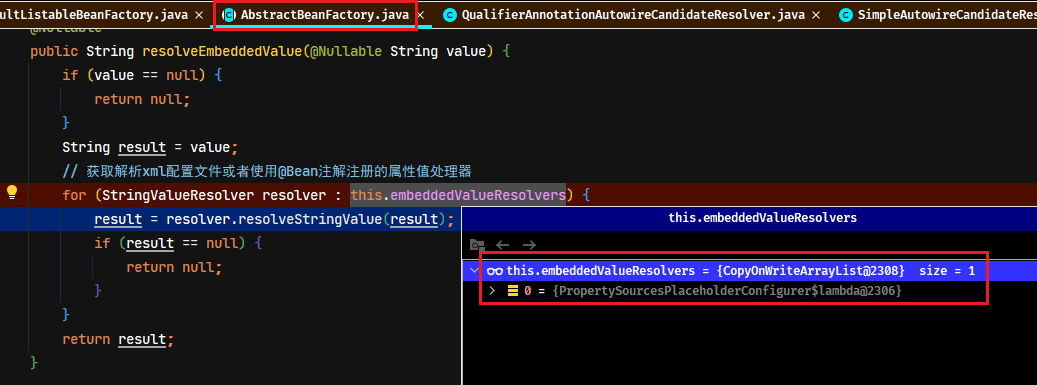 ultListableBeanFactory.java × AbstractBeanFactory.java × QualifierAnnotationAutowireCandidateResolver.java × SimpleAutowireCandidateRes
@Nullable
public String resolveEmbeddedValue(@Nullable String value) {
if (value == null) {
return null;
}
String result = value;
// 获取解析xml配置文件或者使用@Bean注解注册的属性值处理器
for (StringValueResolver resolver : this.embeddedValueResolvers) {
result = resolver.resolveStringValue(result);
if (result == null) {
return null;
}
}
return result;
}
this.embeddedValueResolvers
this.embeddedValueResolvers = {CopyOnWriteArrayList@2308} size = 1
0 = {PropertySourcesPlaceholderConfigurer$lambda@2306}